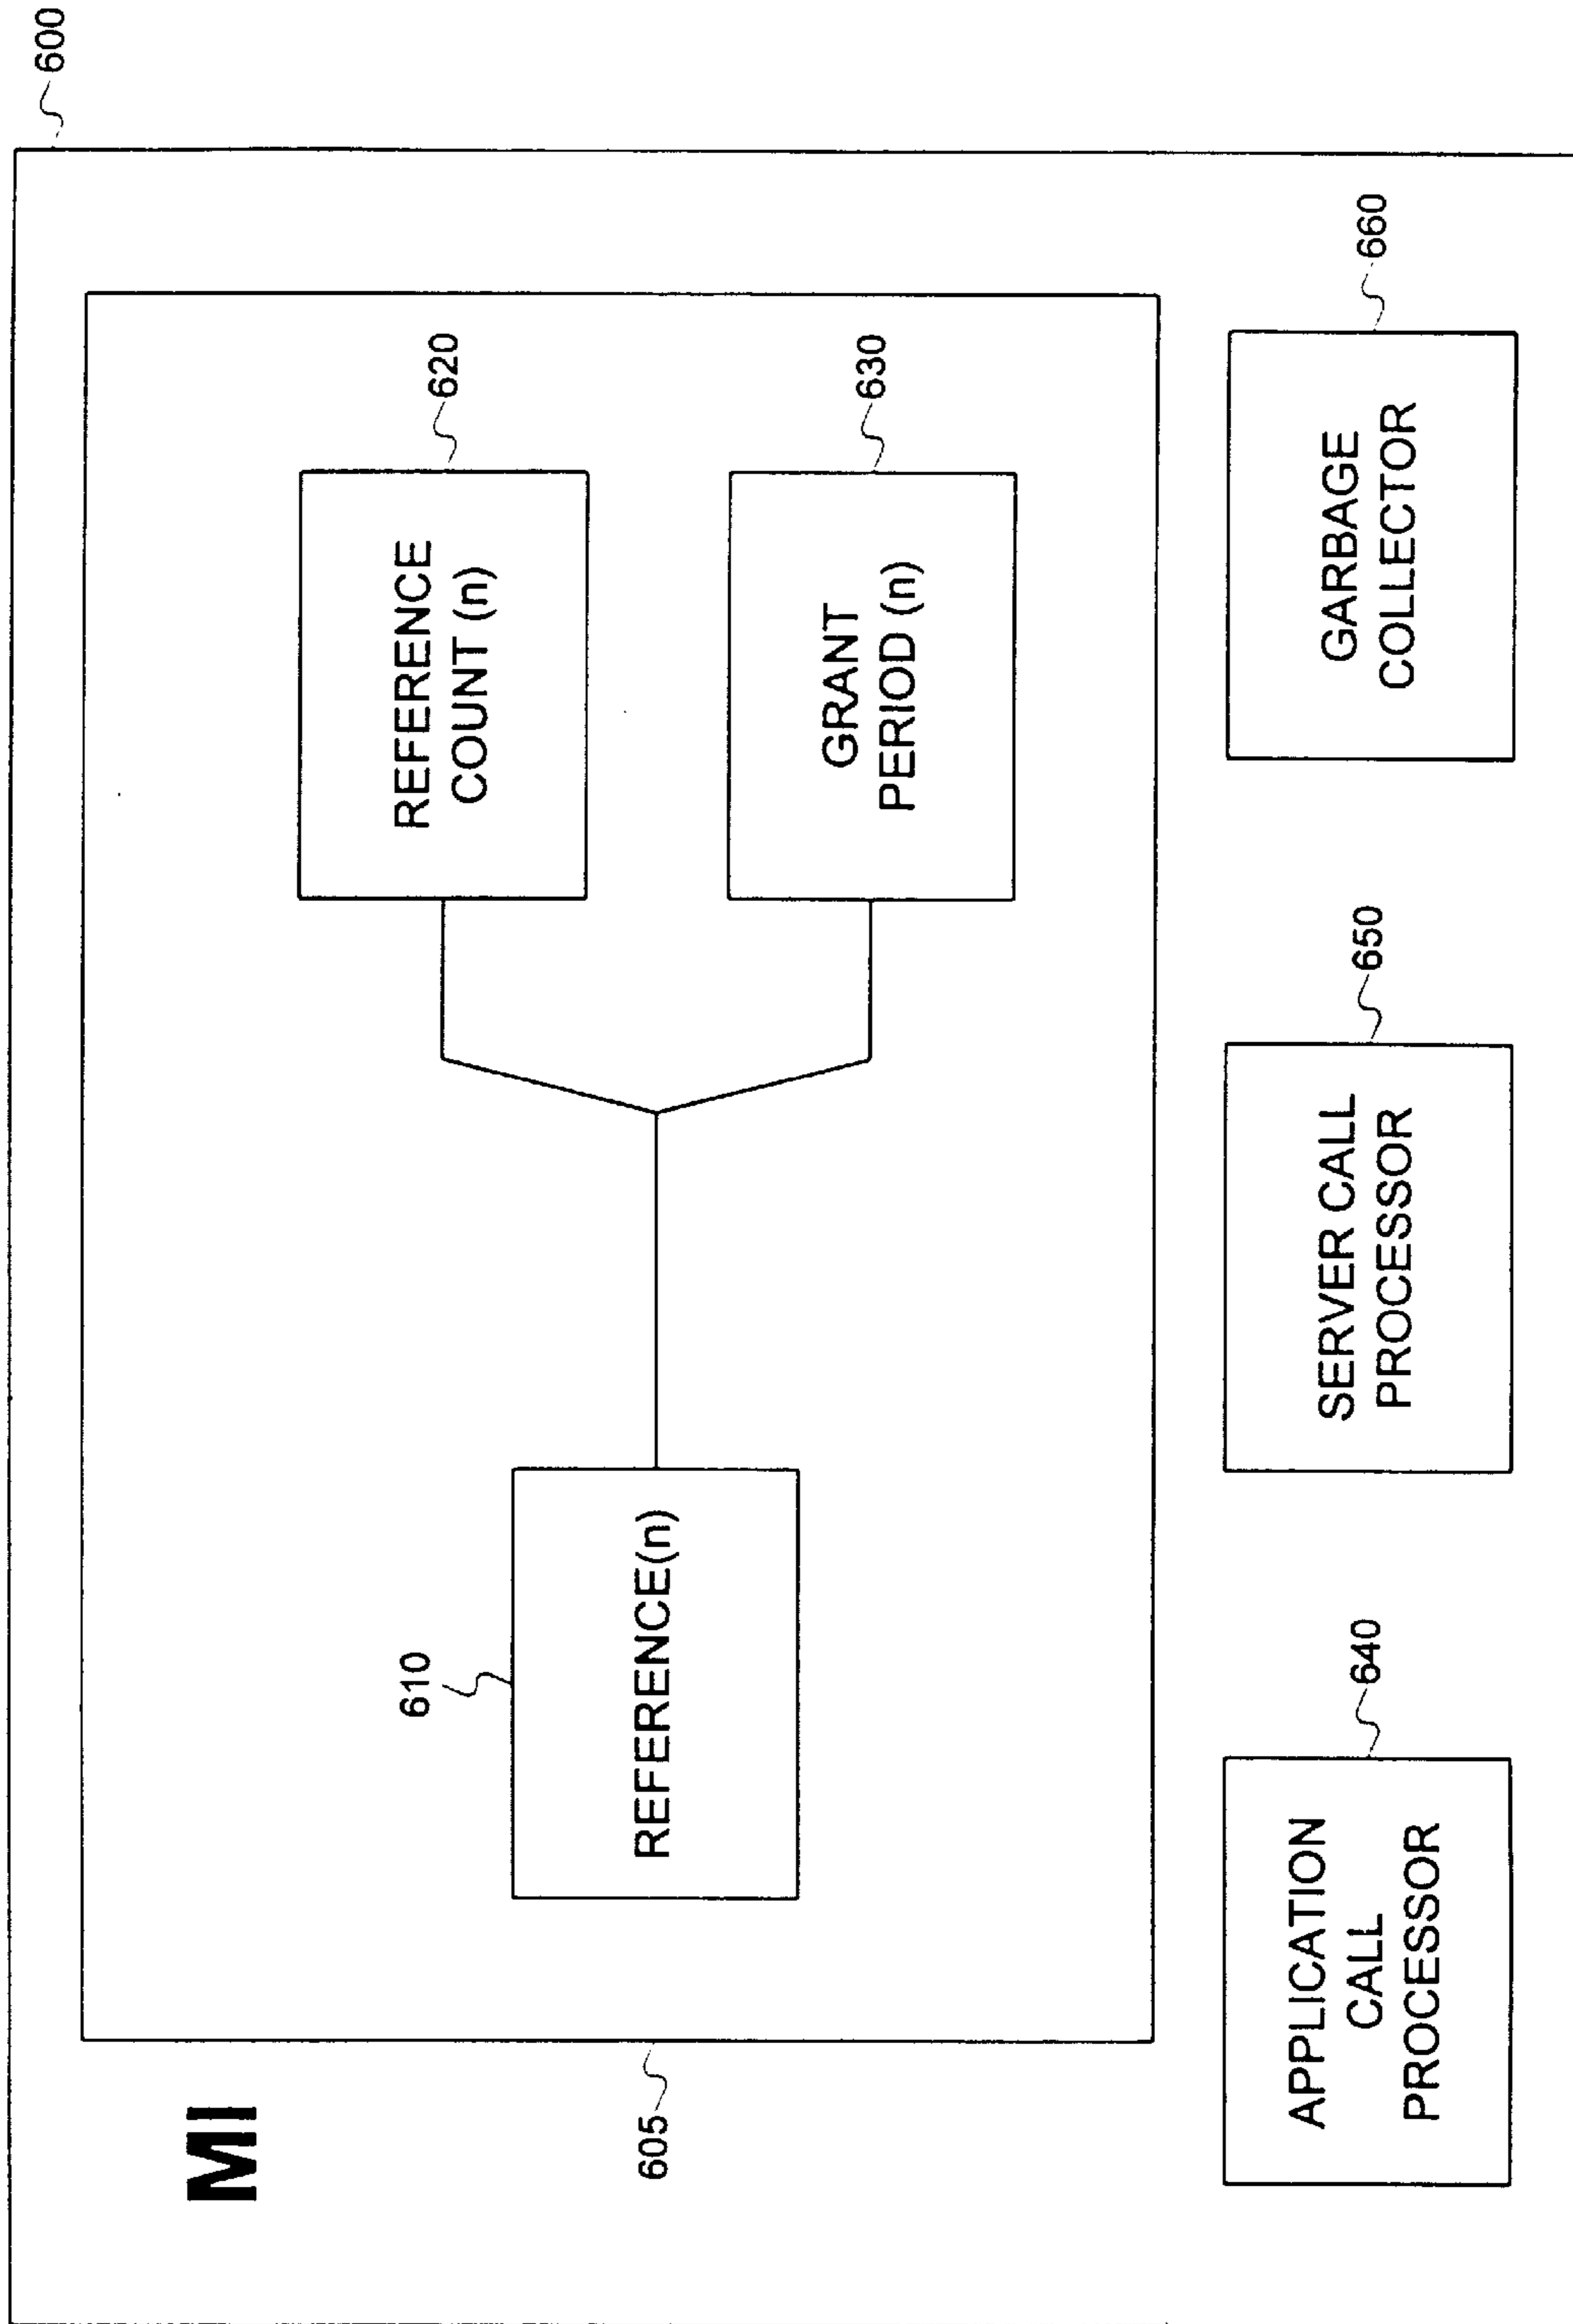 600
MI
605
610
REFERENCE(n)
REFERENCE
COUNT (n)
620
GRANT
PERIOD (n)
630
APPLICATION
CALL
PROCESSOR
640
SERVER CALL
PROCESSOR
650
GARBAGE
COLLECTOR
660